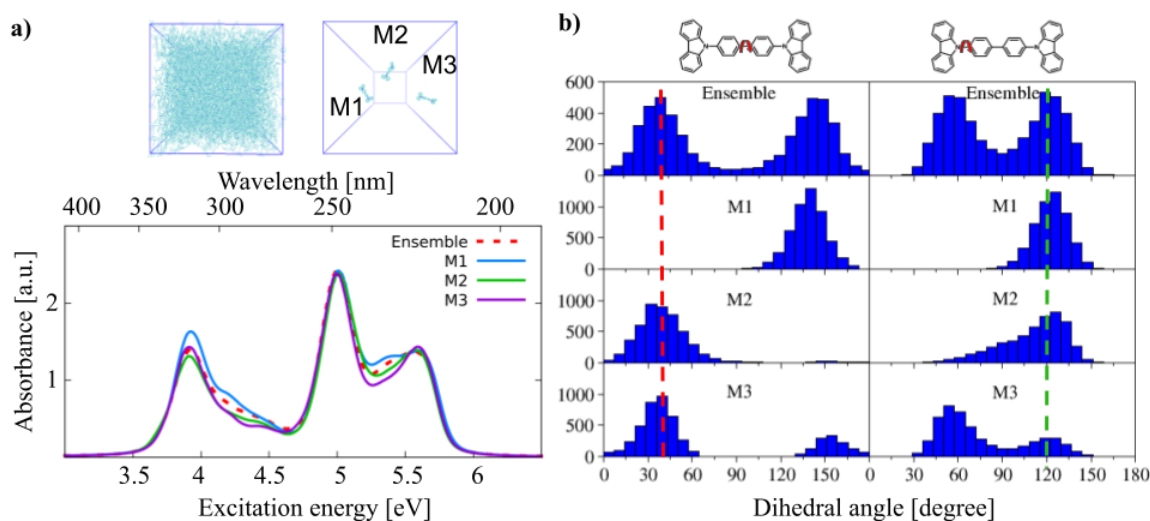 a)
M2
M3
M1
Wavelength [nm]
400 350 300 250 200
Ensemble
M1
M2
M3
Absorbance [a.u.]
2
1
3.5 4 4.5 5 5.5 6
Excitation energy [eV]
b)
N N N N
600 Ensemble Ensemble
400
200
0
1000 M1 M1
500
0
1000 M2 M2
500
0
1000 M3 M3
500
0
0 30 60 90 120 150 0 30 60 90 120 150 180
Dihedral angle [degree]